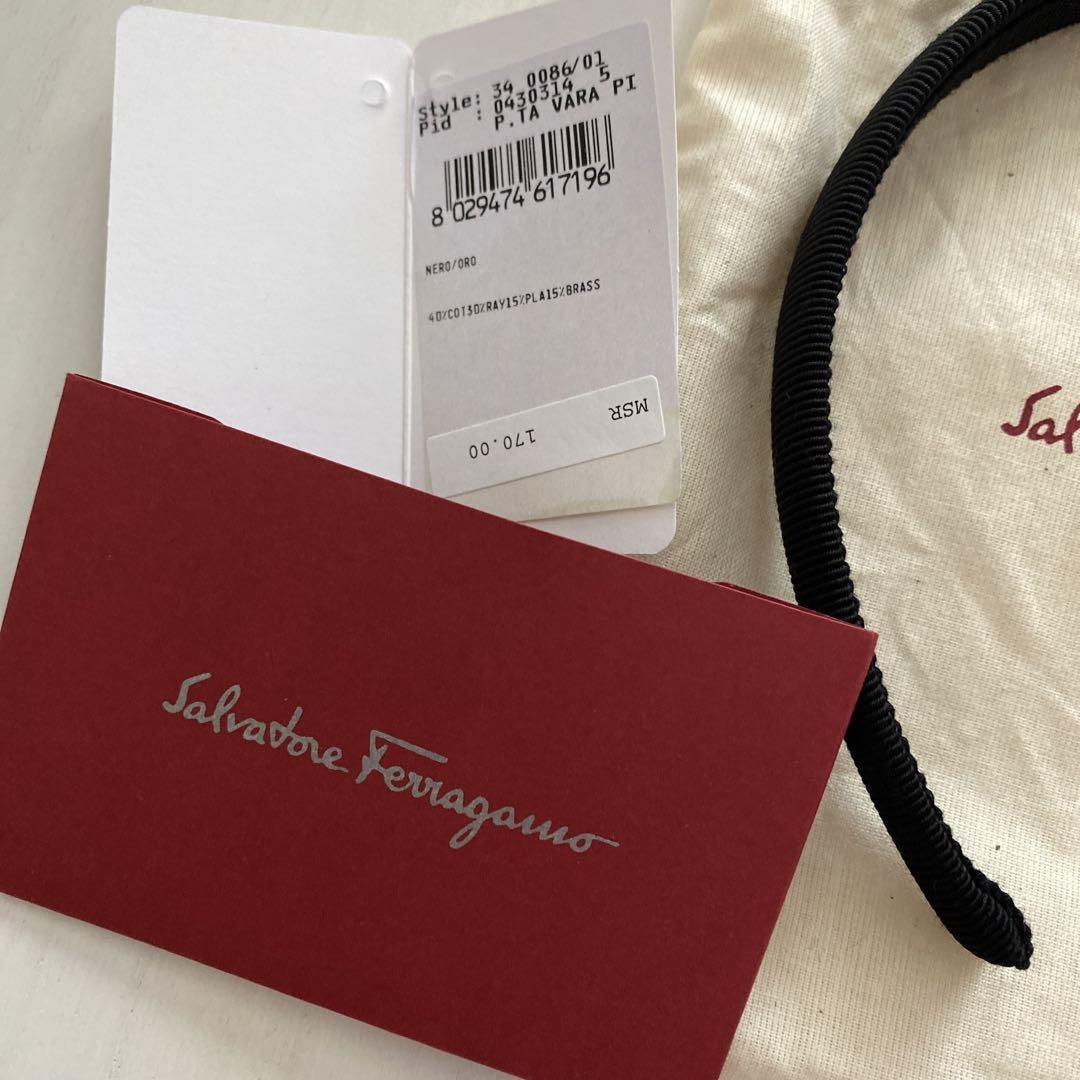 Style: 34 0086/01
Pid : 0430314 5
P.TA VARA PI
8 029474 617196
NERO/ORO
40%COT30%RAY15%PLA15%BRASS
MSR 170.00
Sal
Salvatore Ferragamo